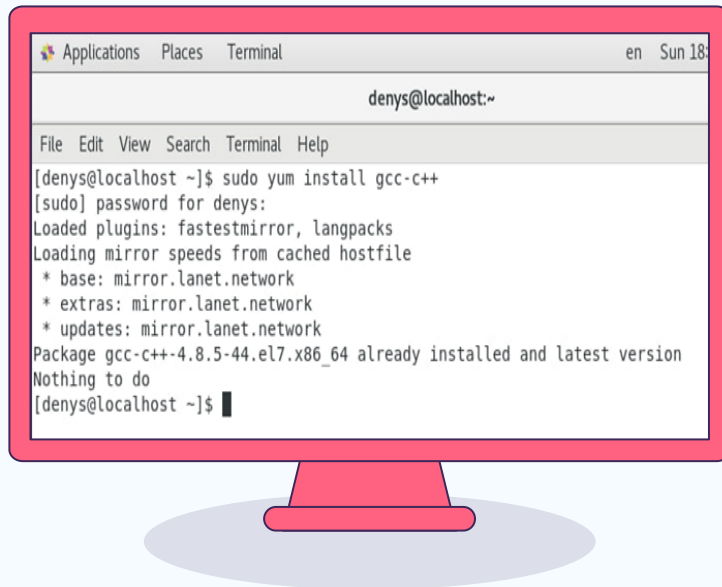 Applications Places Terminal en Sun 18:
denys@localhost:~
File Edit View Search Terminal Help
[denys@localhost ~]$ sudo yum install gcc-c++
[sudo] password for denys:
Loaded plugins: fastestmirror, langpacks
Loading mirror speeds from cached hostfile
 * base: mirror.lanet.network
 * extras: mirror.lanet.network
 * updates: mirror.lanet.network
Package gcc-c++-4.8.5-44.el7.x86_64 already installed and latest version
Nothing to do
[denys@localhost ~]$